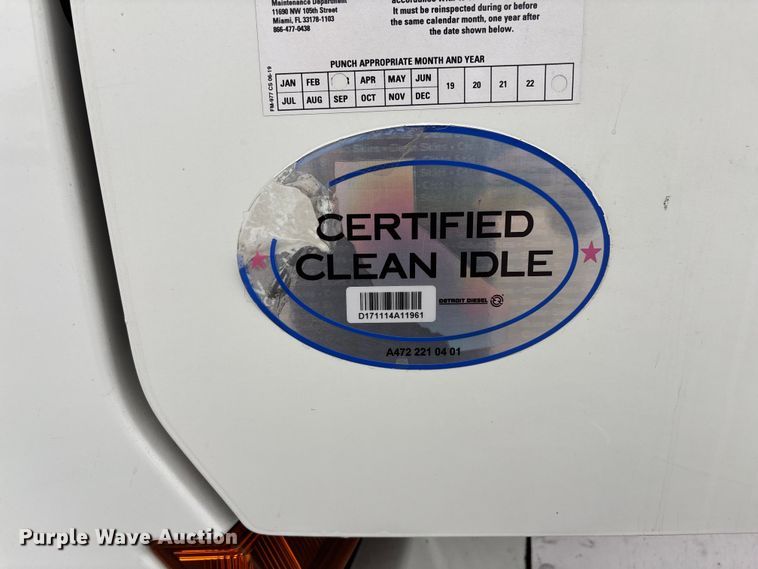 Maintenance Department
11690 NW 105th Street
Miami, FL 33178-1103
866-477-0438
It must be reinspected during or before
the same calendar month, one year after
the date shown below.
PUNCH APPROPRIATE MONTH AND YEAR
FM-977 CS 06-19
JAN FEB APR MAY JUN
19 20 21 22
JUL AUG SEP OCT NOV DEC
CERTIFIED
CLEAN IDLE
D171114A11961
DETROIT DIESEL
A472 221 04 01
Purple Wave Auction